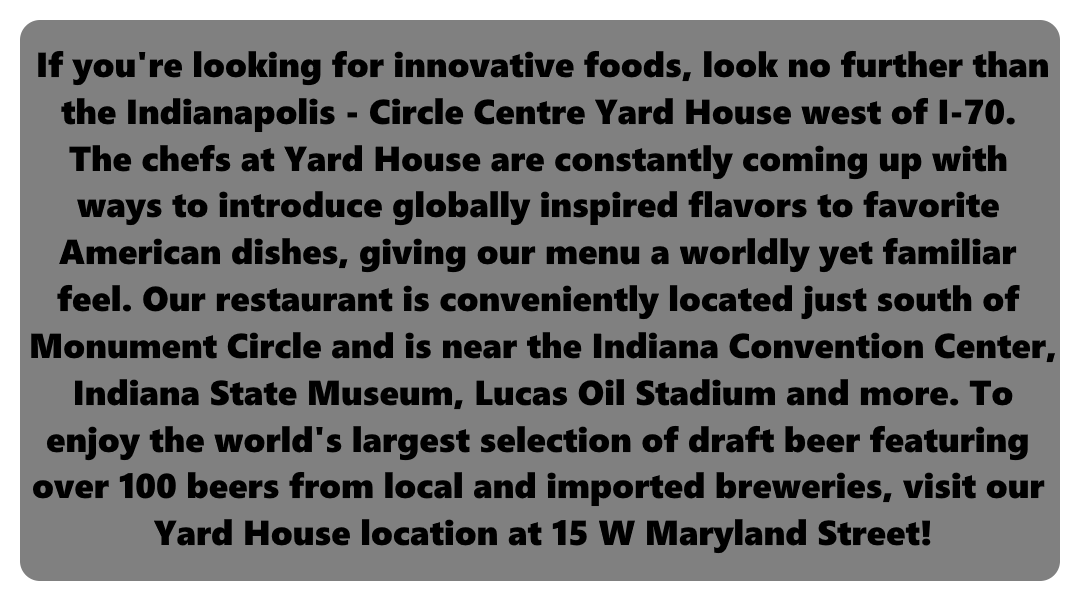 If you're looking for innovative foods, look no further than
the Indianapolis - Circle Centre Yard House west of I-70.
The chefs at Yard House are constantly coming up with
ways to introduce globally inspired flavors to favorite
American dishes, giving our menu a worldly yet familiar
feel. Our restaurant is conveniently located just south of
Monument Circle and is near the Indiana Convention Center,
Indiana State Museum, Lucas Oil Stadium and more. To
enjoy the world's largest selection of draft beer featuring
over 100 beers from local and imported breweries, visit our
Yard House location at 15 W Maryland Street!